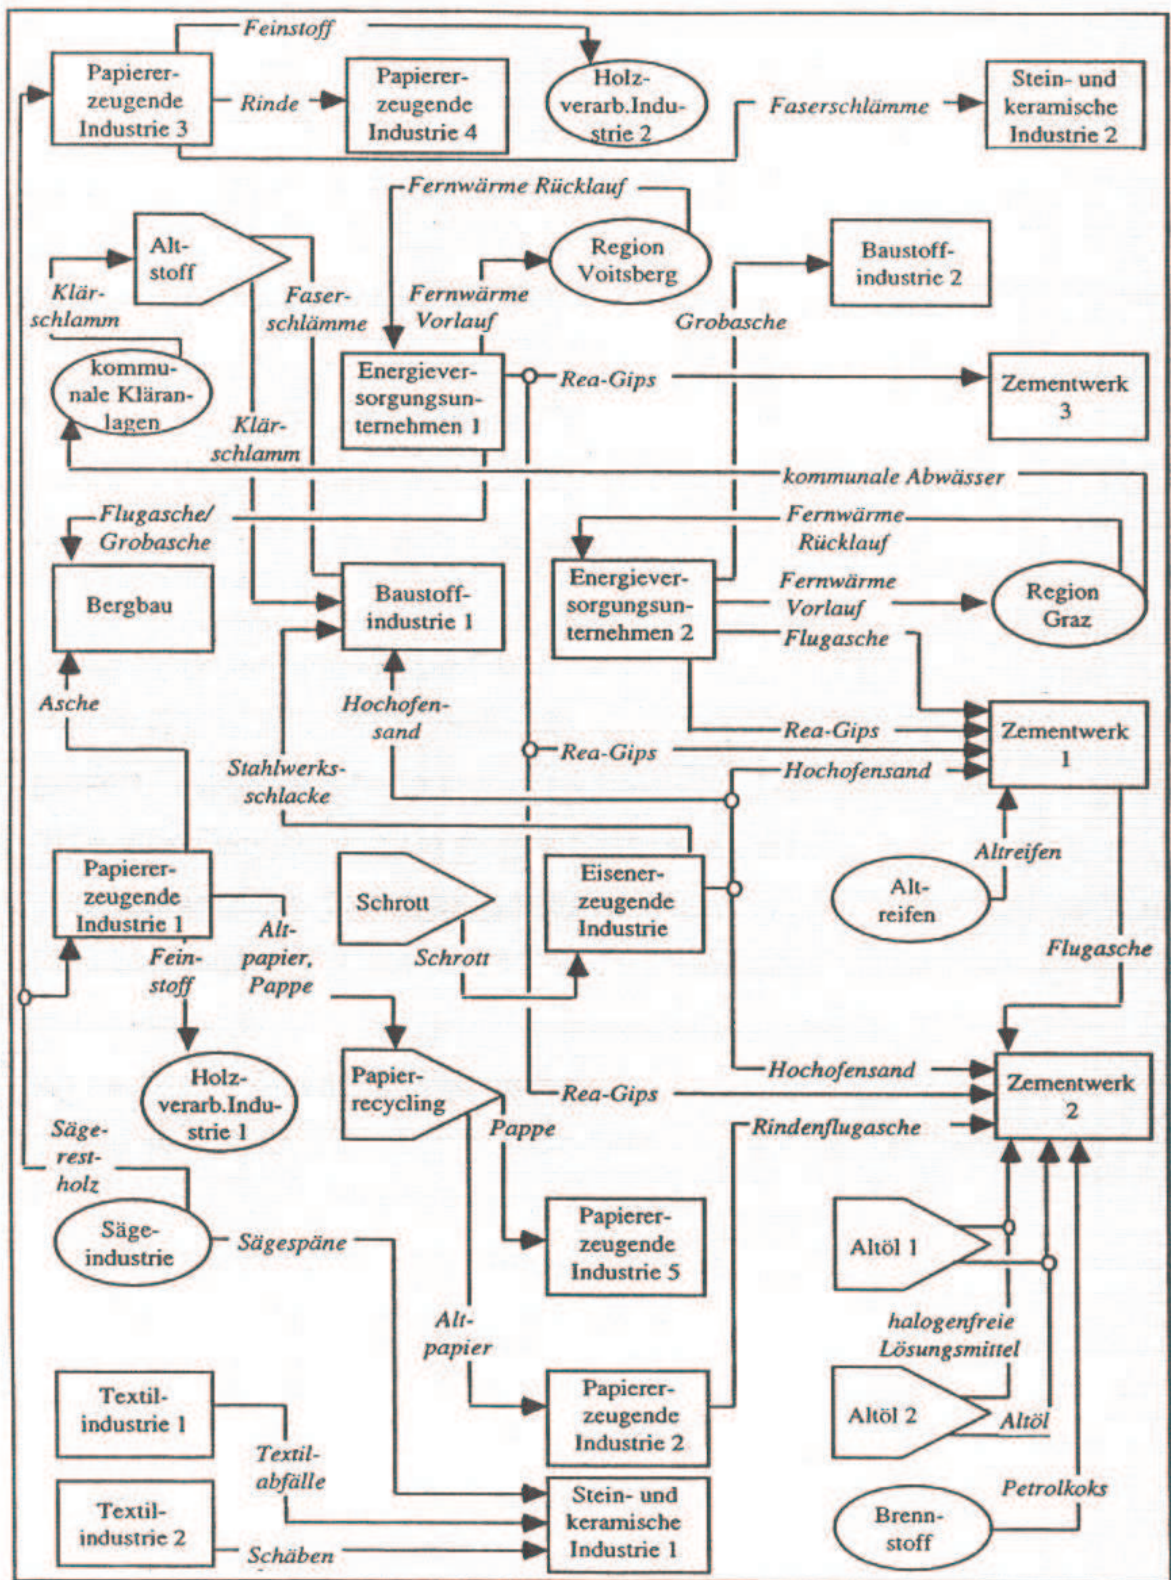 Feinstoff
Papierer-
zeugende
Industrie 3
Rinde
Papierer-
zeugende
Industrie 4
Holz-
verarb.Indu-
strie 2
Faserschlämme
Stein- und
keramische
Industrie 2
Fernwärme Rücklauf
Alt-
stoff
Region
Voitsberg
Baustoff-
industrie 2
Klär-
schlamm
Faser-
schlämme
Fernwärme
Vorlauf
Grobasche
kommu-
nale Kläran-
lagen
Energiever-
sorgungsun-
ternehmen 1
Rea-Gips
Zementwerk
3
Klär-
schlamm
kommunale Abwässer
Flugasche/
Grobasche
Fernwärme
Rücklauf
Bergbau
Baustoff-
industrie 1
Energiever-
sorgungsun-
ternehmen 2
Fernwärme
Vorlauf
Region
Graz
Flugasche
Asche
Hochofen-
sand
Rea-Gips
Zementwerk
1
Stahlwerks-
schlacke
Rea-Gips
Hochofensand
Papierer-
zeugende
Industrie 1
Schrott
Eisener-
zeugende
Industrie
Altreifen
Alt-
reifen
Alt-
papier,
Pappe
Fein-
stoff
Schrott
Flugasche
Holz-
verarb.Indu-
strie 1
Papier-
recycling
Hochofensand
Rea-Gips
Zementwerk
2
Pappe
Rindenflugasche
Säge-
rest-
holz
Säge-
industrie
Sägespäne
Papierer-
zeugende
Industrie 5
Altöl 1
Alt-
papier
halogenfreie
Lösungsmittel
Textil-
industrie 1
Papierer-
zeugende
Industrie 2
Altöl 2
Altöl
Textil-
abfälle
Textil-
industrie 2
Schäben
Stein- und
keramische
Industrie 1
Petrolkoks
Brenn-
stoff